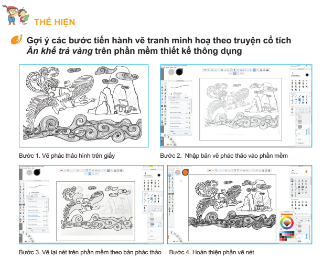 THỂ HIỆN
Gợi ý các bước tiến hành vẽ tranh minh hoạ theo truyện cổ tích
Ăn khế trả vàng trên phần mềm thiết kế thông dụng
Bước 1. Vẽ phác thảo hình trên giấy
Bước 2. Nhập bản vẽ phác thảo vào phần mềm
Bước 3. Vẽ lại nét trên phần mềm theo bản phác thảo
Bước 4. Hoàn thiện phần vẽ nét